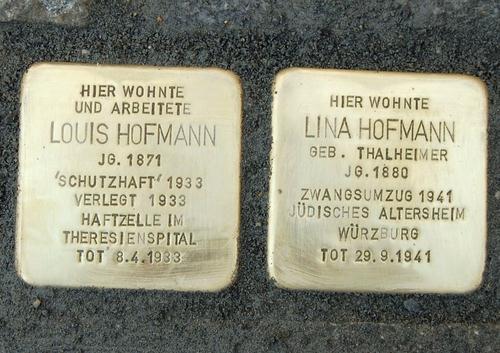 HIER WOHNTE
UND ARBEITETE
LOUIS HOFMANN
JG. 1871
'SCHUTZHAFT' 1933
VERLEGT 1933
HAFTZELLE IM
THERESIENSPITAL
TOT 8.4.1933
HIER WOHNTE
LINA HOFMANN
GEB. THALHEIMER
JG. 1880
ZWANGSUMZUG 1941
JÜDISCHES ALTERSHEIM
WÜRZBURG
TOT 29.9.1941